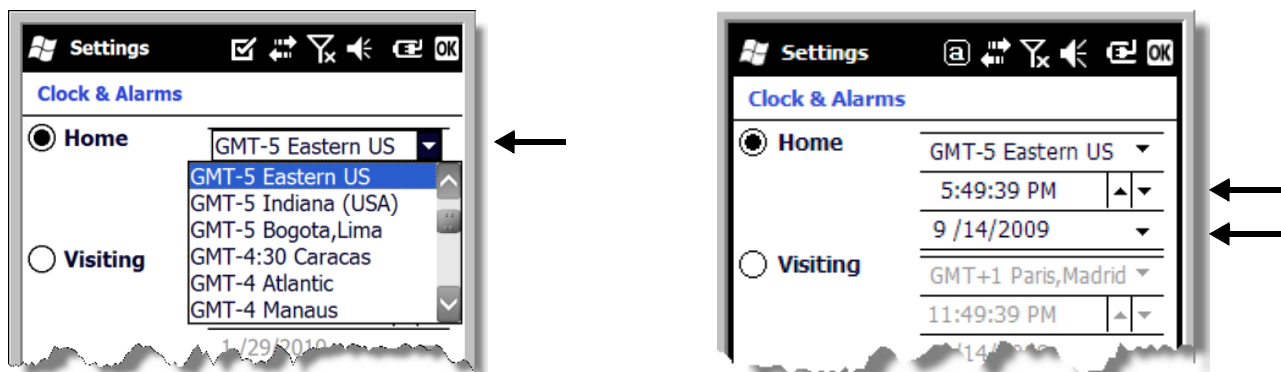 Settings
OK
Clock & Alarms
Home
GMT-5 Eastern US
GMT-5 Eastern US
GMT-5 Indiana (USA)
GMT-5 Bogota,Lima
GMT-4:30 Caracas
GMT-4 Atlantic
GMT-4 Manaus
Visiting
1 /29/2010
Settings
a
OK
Clock & Alarms
Home
GMT-5 Eastern US
5:49:39 PM
9 /14/2009
Visiting
GMT+1 Paris,Madrid
11:49:39 PM